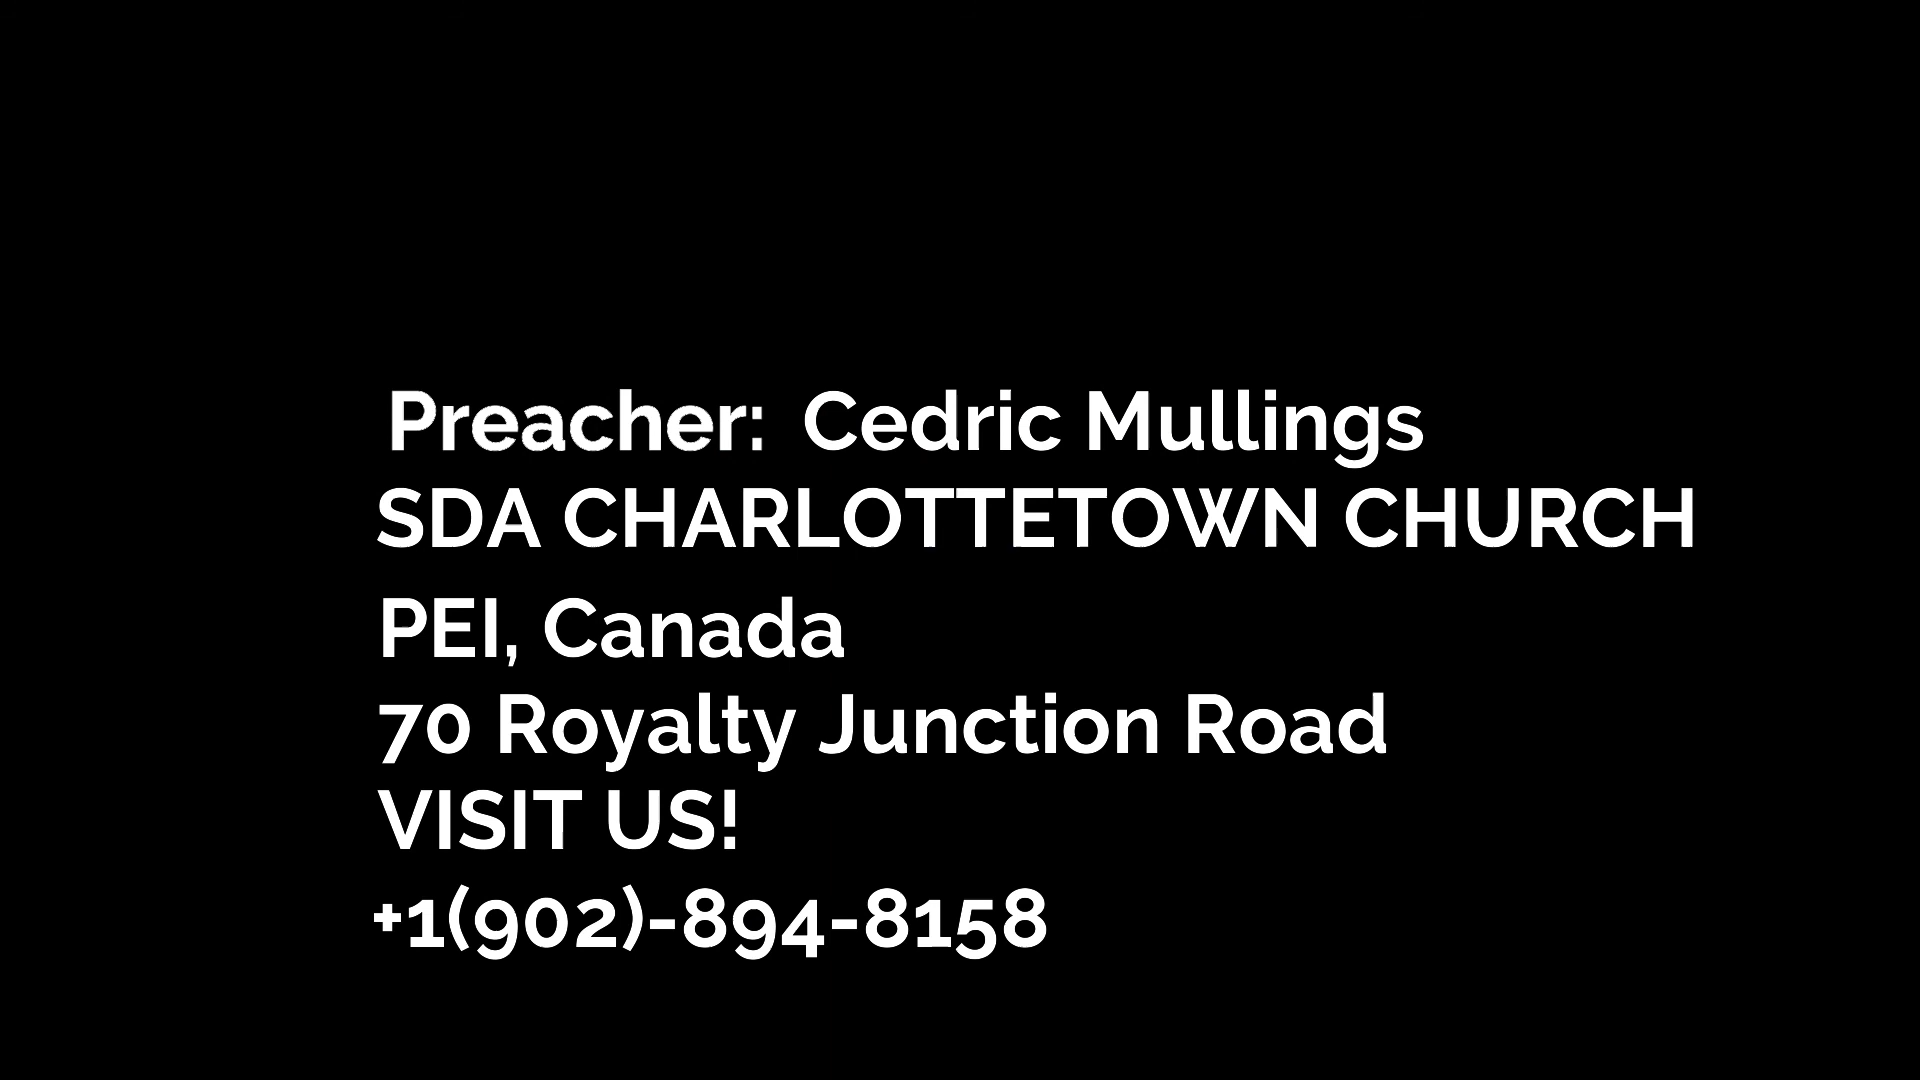 Preacher: Cedric Mullings
SDA CHARLOTTETOWN CHURCH
PEI, Canada
70 Royalty Junction Road
VISIT US!
+1(902)-894-8158